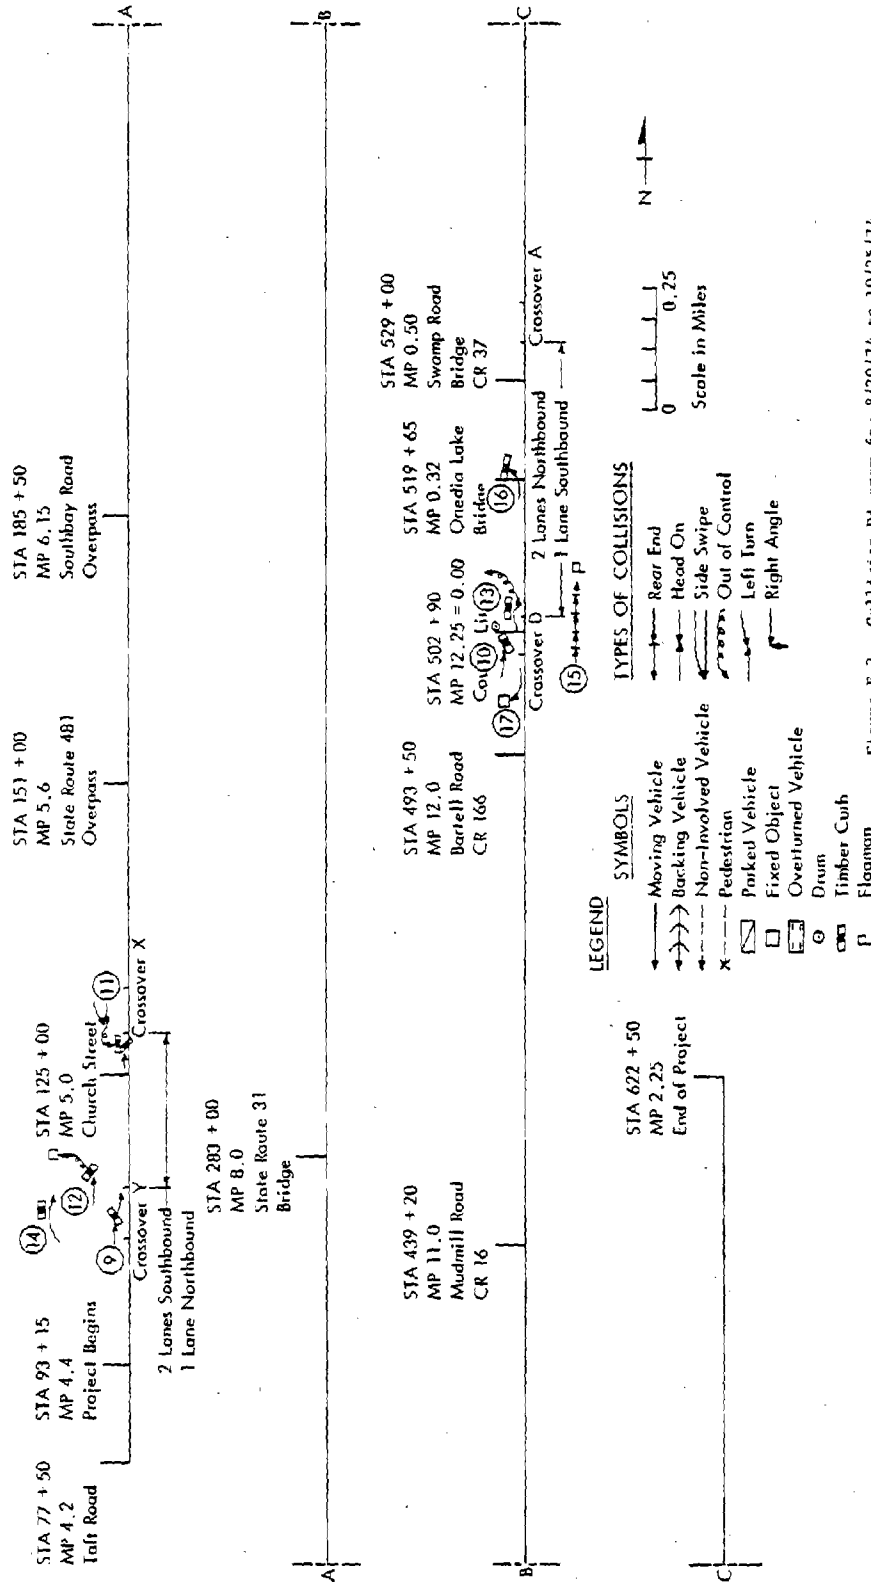 STA 77 + 50
MP 4.2
Taft Road
STA 93 + 15
MP 4.4
Project Begins
14
12
9
STA 125 + 00
MP 5.0
Church Street
11
Crossover Y
Crossover X
2 Lanes Southbound
1 Lane Northbound
STA 151 + 00
MP 5.6
State Route 481
Overpass
STA 185 + 50
MP 6.15
Southbay Road
Overpass
A
A
STA 283 + 00
MP 8.0
State Route 31
Bridge
B
B
STA 439 + 20
MP 11.0
Mudmill Road
CR 16
STA 493 + 50
MP 12.0
Bartell Road
CR 166
STA 502 + 90
MP 12.25 = 0.00
17
10
13
Crossover D
15
STA 519 + 65
MP 0.32
Onedia Lake
Bridge
16
STA 529 + 00
MP 0.50
Swamp Road
Bridge
CR 37
Crossover A
2 Lanes Northbound
1 Lane Southbound
C
C
STA 622 + 50
MP 2.25
End of Project
LEGEND
SYMBOLS
Moving Vehicle
Backing Vehicle
Non-Involved Vehicle
Pedestrian
Parked Vehicle
Fixed Object
Overturned Vehicle
Drum
Timber Curb
Flagman
TYPES OF COLLISIONS
Rear End
Head On
Side Swipe
Out of Control
Left Turn
Right Angle
0
0.25
Scale in Miles
N